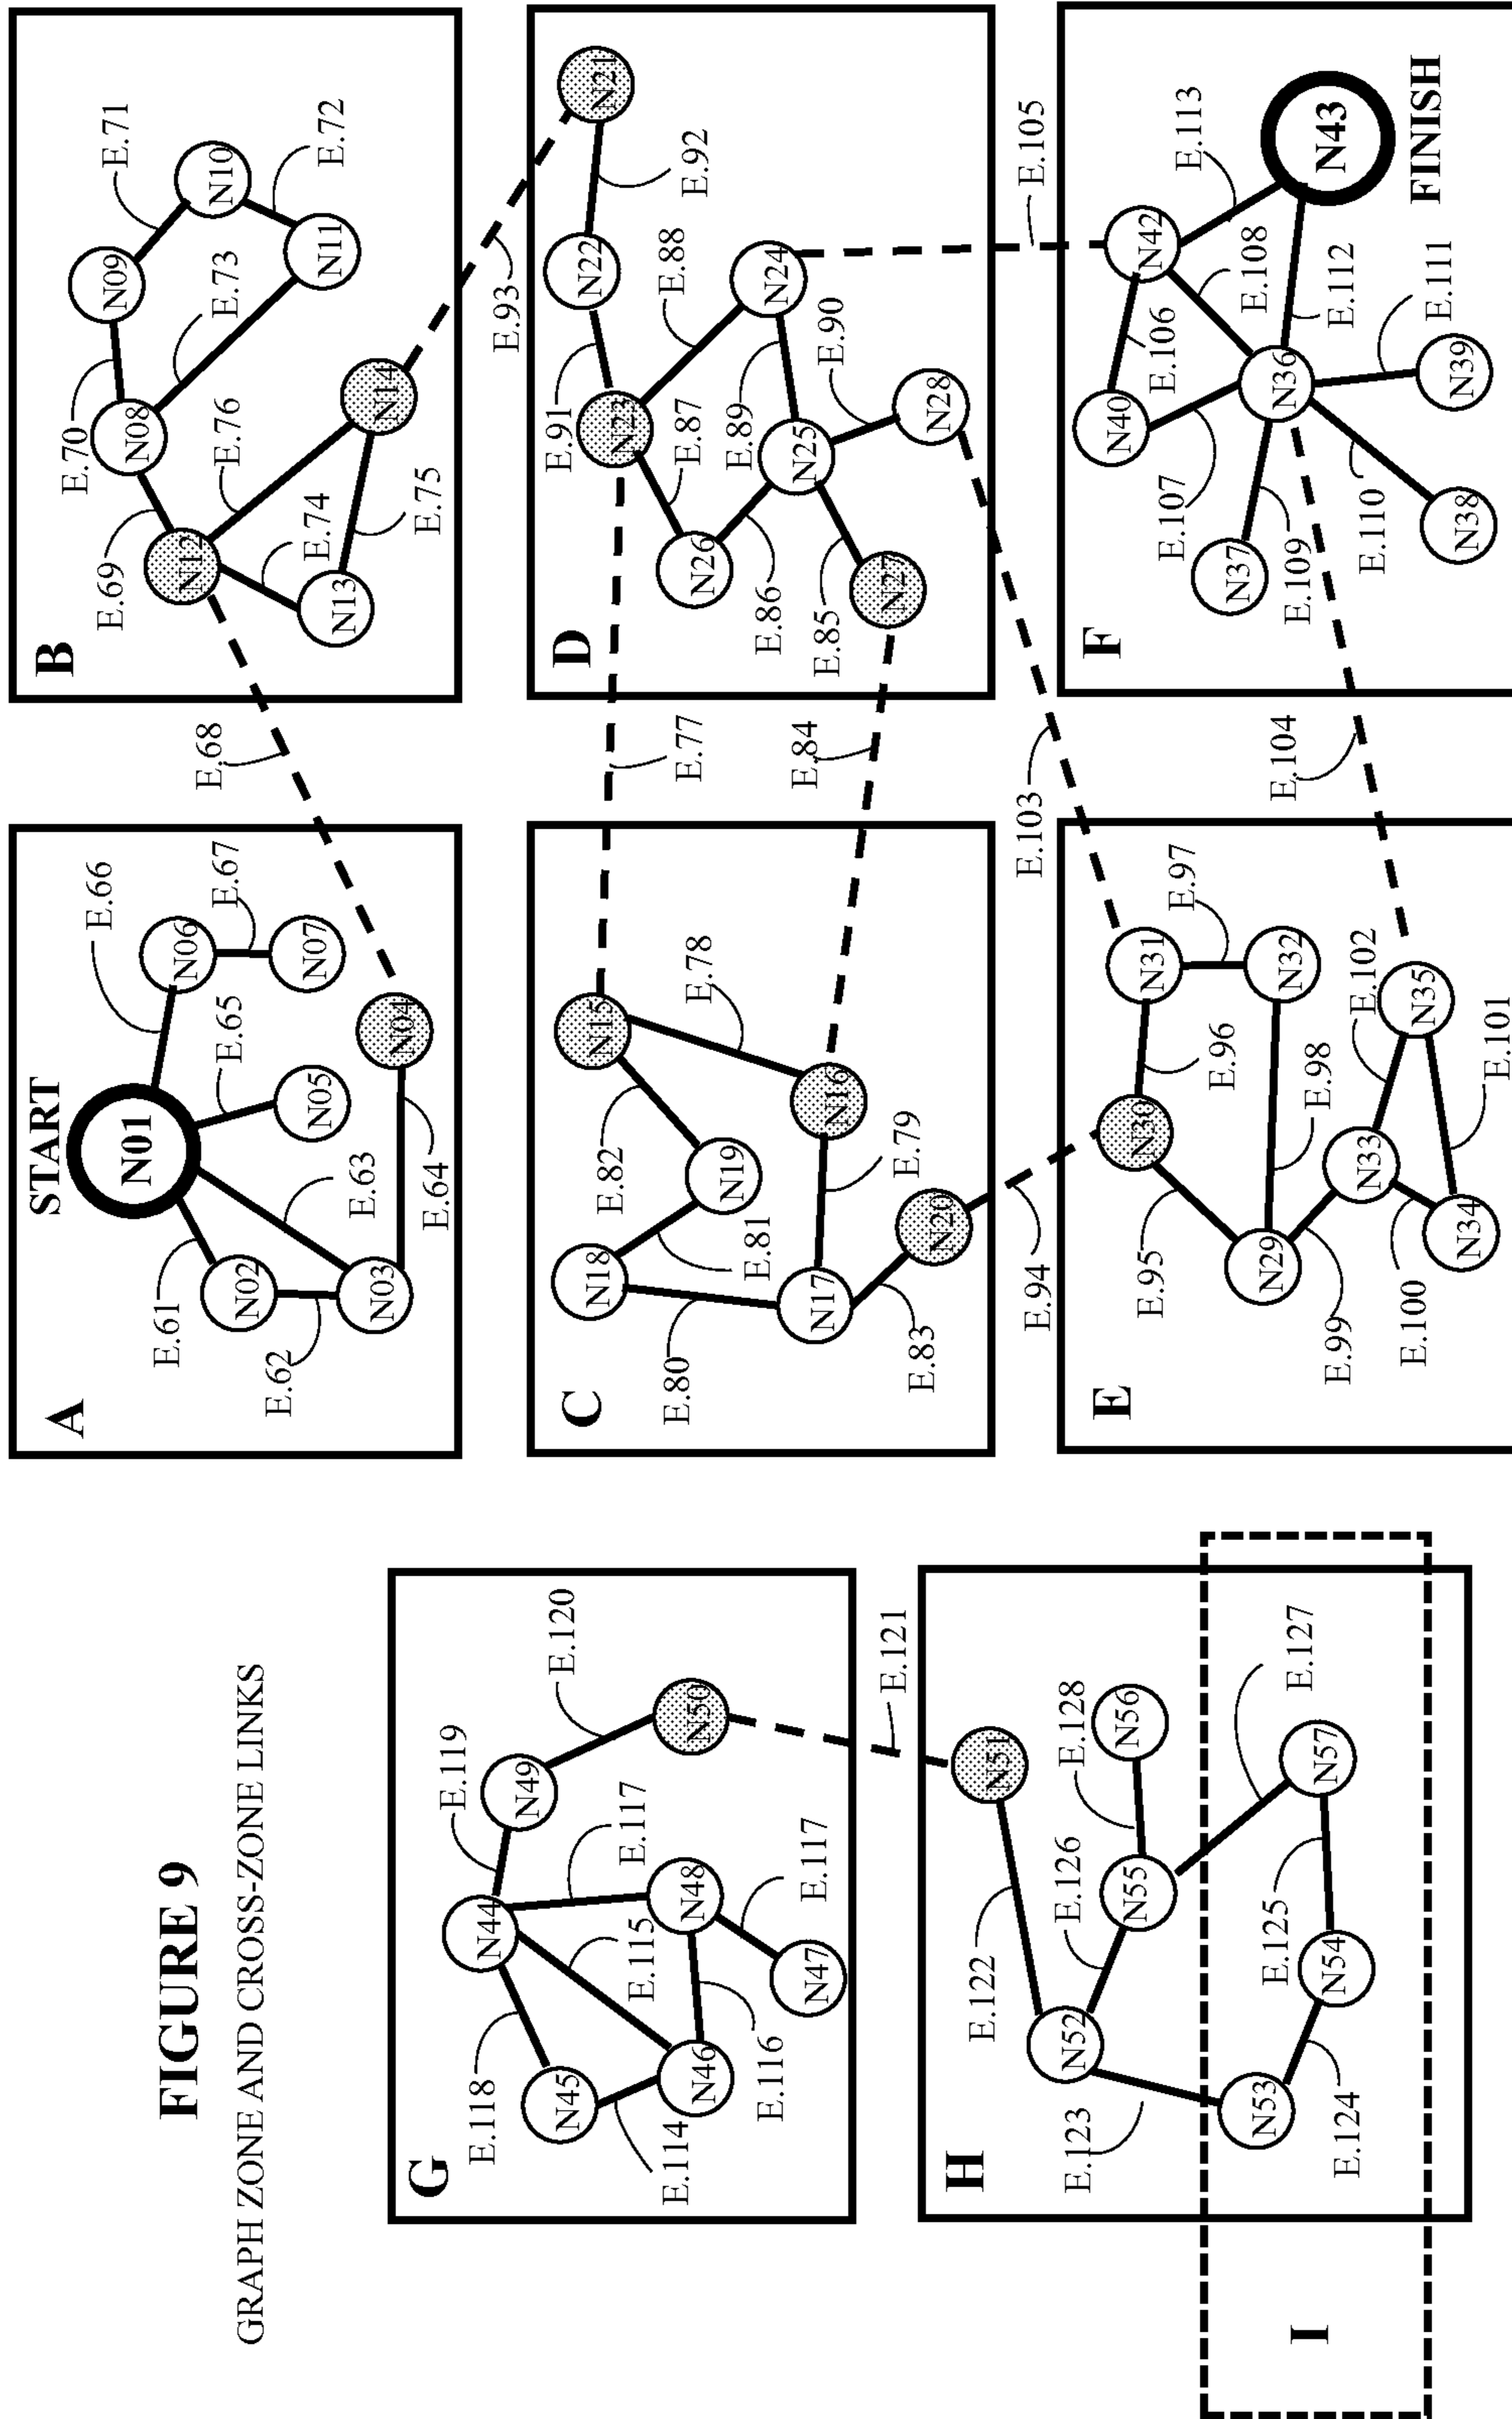 FIGURE 9
GRAPH ZONE AND CROSS-ZONE LINKS
A
START
N01
N02
N03
N04
N05
N06
N07
E.61
E.62
E.63
E.64
E.65
E.66
E.67
E.68
B
N08
N09
N10
N11
N12
N13
N14
E.69
E.70
E.71
E.72
E.73
E.74
E.75
E.76
E.93
C
N15
N16
N17
N18
N19
N20
E.77
E.78
E.79
E.80
E.81
E.82
E.83
E.84
E.94
D
N21
N22
N23
N24
N25
N26
N27
N28
E.85
E.86
E.87
E.88
E.89
E.90
E.91
E.92
E.103
E.105
E
N29
N30
N31
N32
N33
N34
N35
E.95
E.96
E.97
E.98
E.99
E.100
E.101
E.102
E.104
F
N36
N37
N38
N39
N40
N42
N43
FINISH
E.106
E.107
E.108
E.109
E.110
E.111
E.112
E.113
G
N44
N45
N46
N47
N48
N49
N50
E.114
E.115
E.116
E.117
E.117
E.118
E.119
E.120
E.121
H
N51
N52
N53
N54
N55
N56
N57
E.122
E.123
E.124
E.125
E.126
E.127
E.128
I